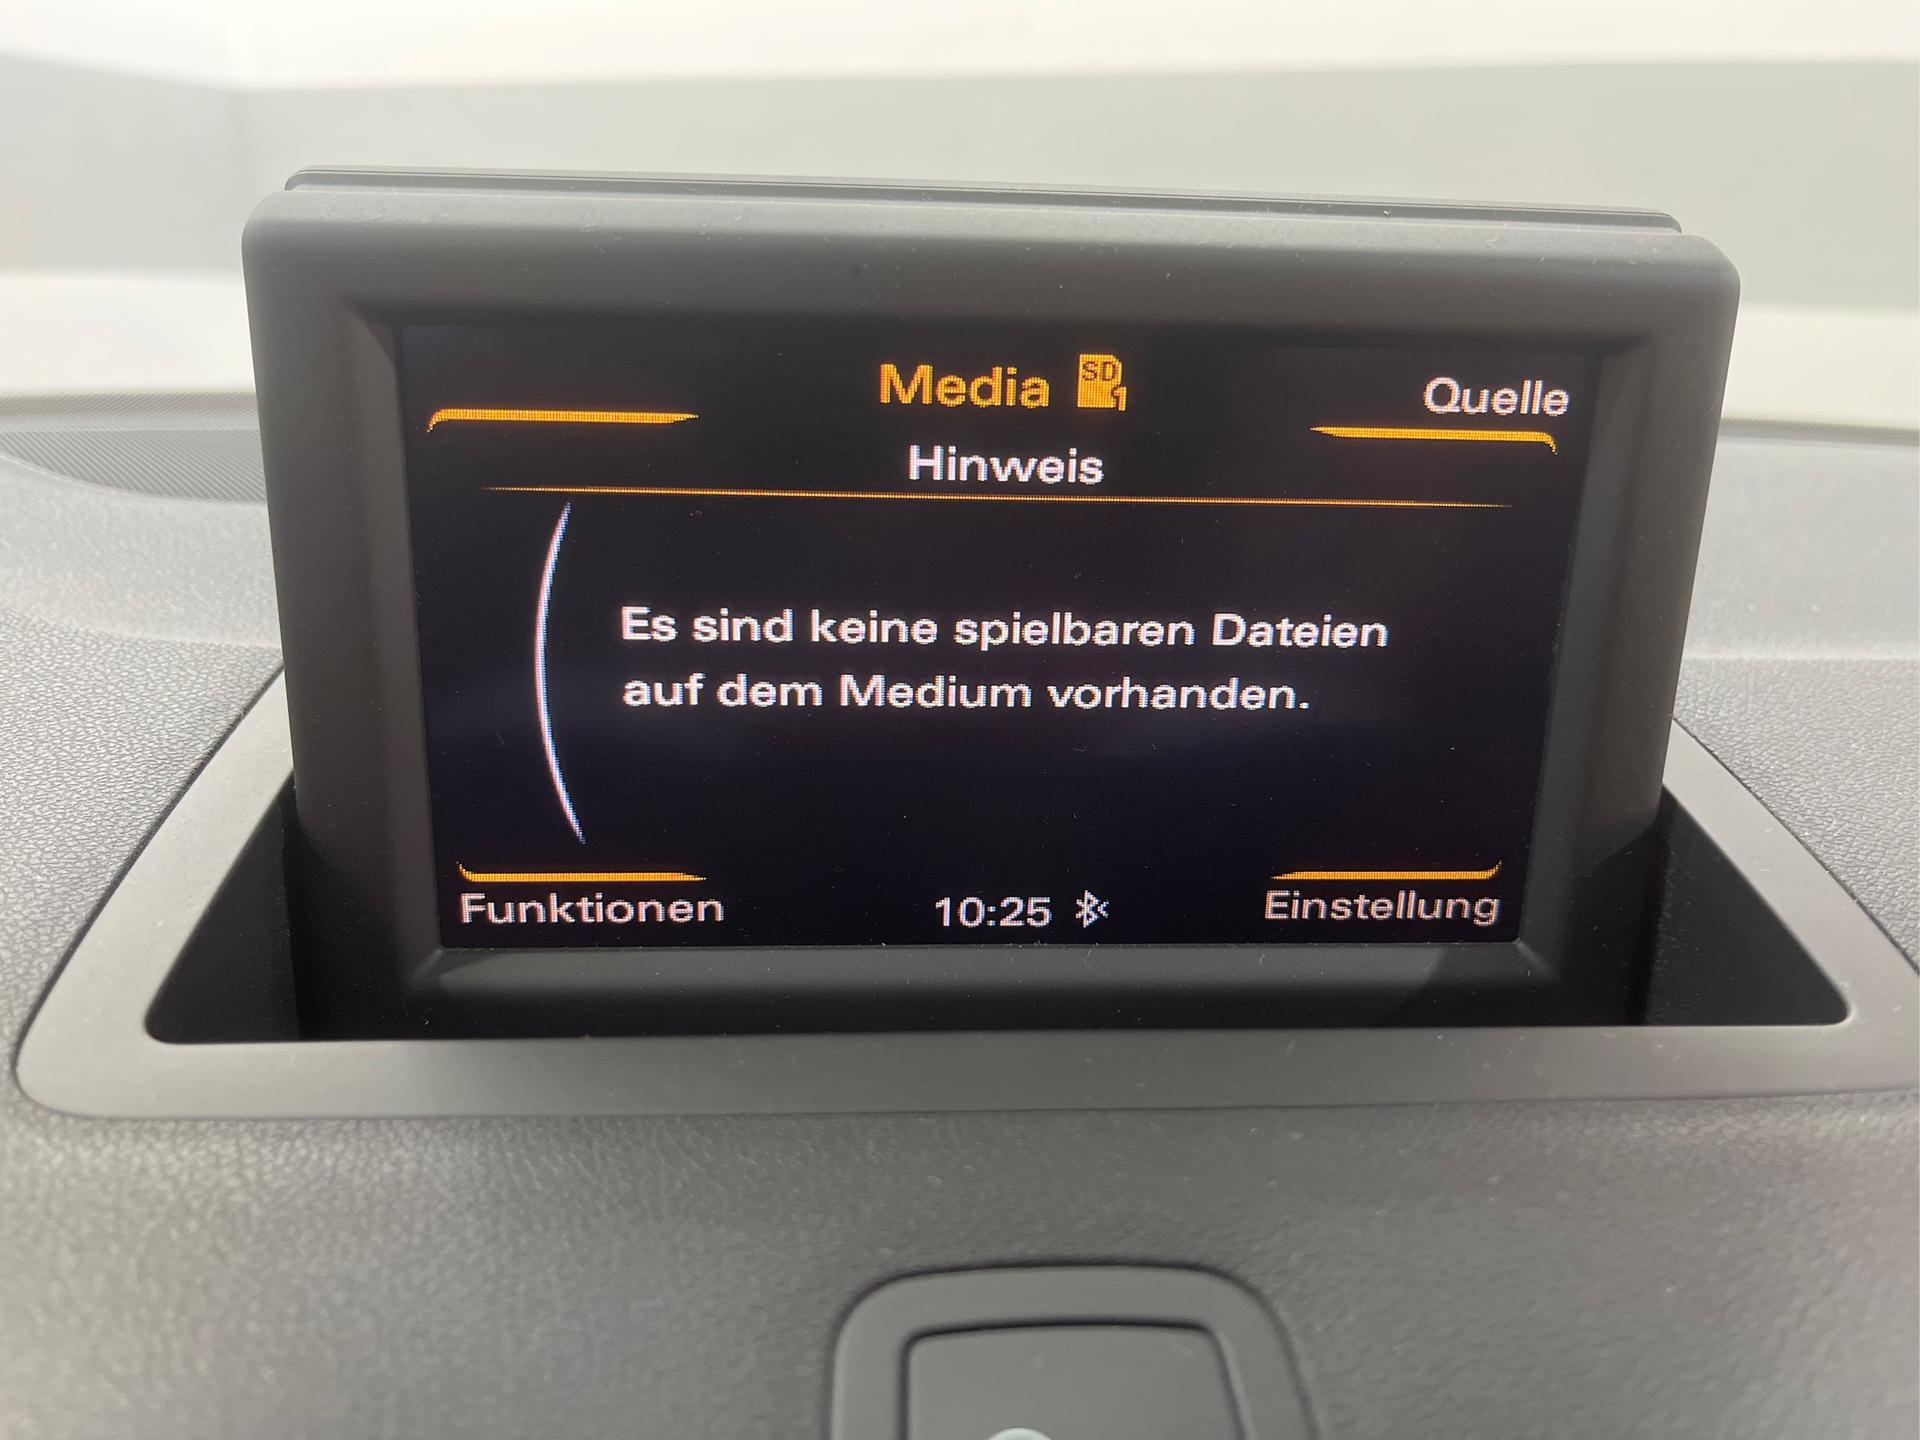 Media SD 1
Quelle
Hinweis
Es sind keine spielbaren Dateien
auf dem Medium vorhanden.
Funktionen
10:25
Einstellung